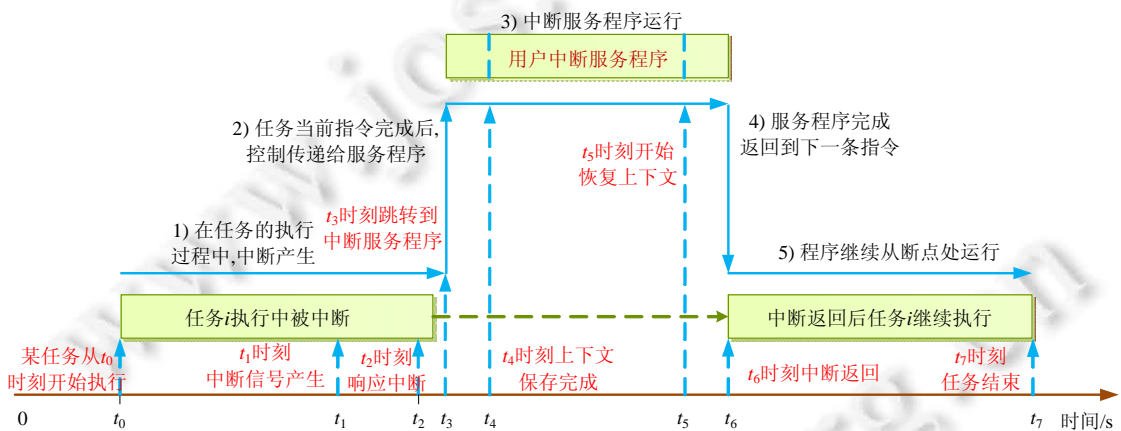 3) 中断服务程序运行
用户中断服务程序
2) 任务当前指令完成后,
控制传递给服务程序
4) 服务程序完成
返回到下一条指令
t5时刻开始
恢复上下文
t3时刻跳转到
中断服务程序
1) 在任务的执行
过程中,中断产生
5) 程序继续从断点处运行
任务i执行中被中断
中断返回后任务i继续执行
某任务从t0
时刻开始执行
t1时刻
中断信号产生
t2时刻
响应中断
t4时刻上下文
保存完成
t6时刻中断返回
t7时刻
任务结束
0 t0 t1 t2 t3 t4 t5 t6 t7 时间/s